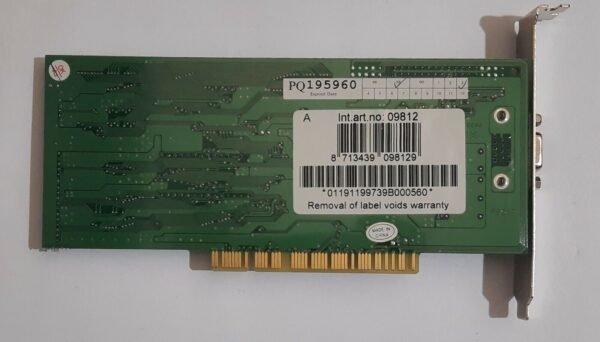 PQ195960
A Int.art.no: 09812
8 713439 098129
*01191199739B000560*
Removal of label voids warranty
MADE IN
CHINA